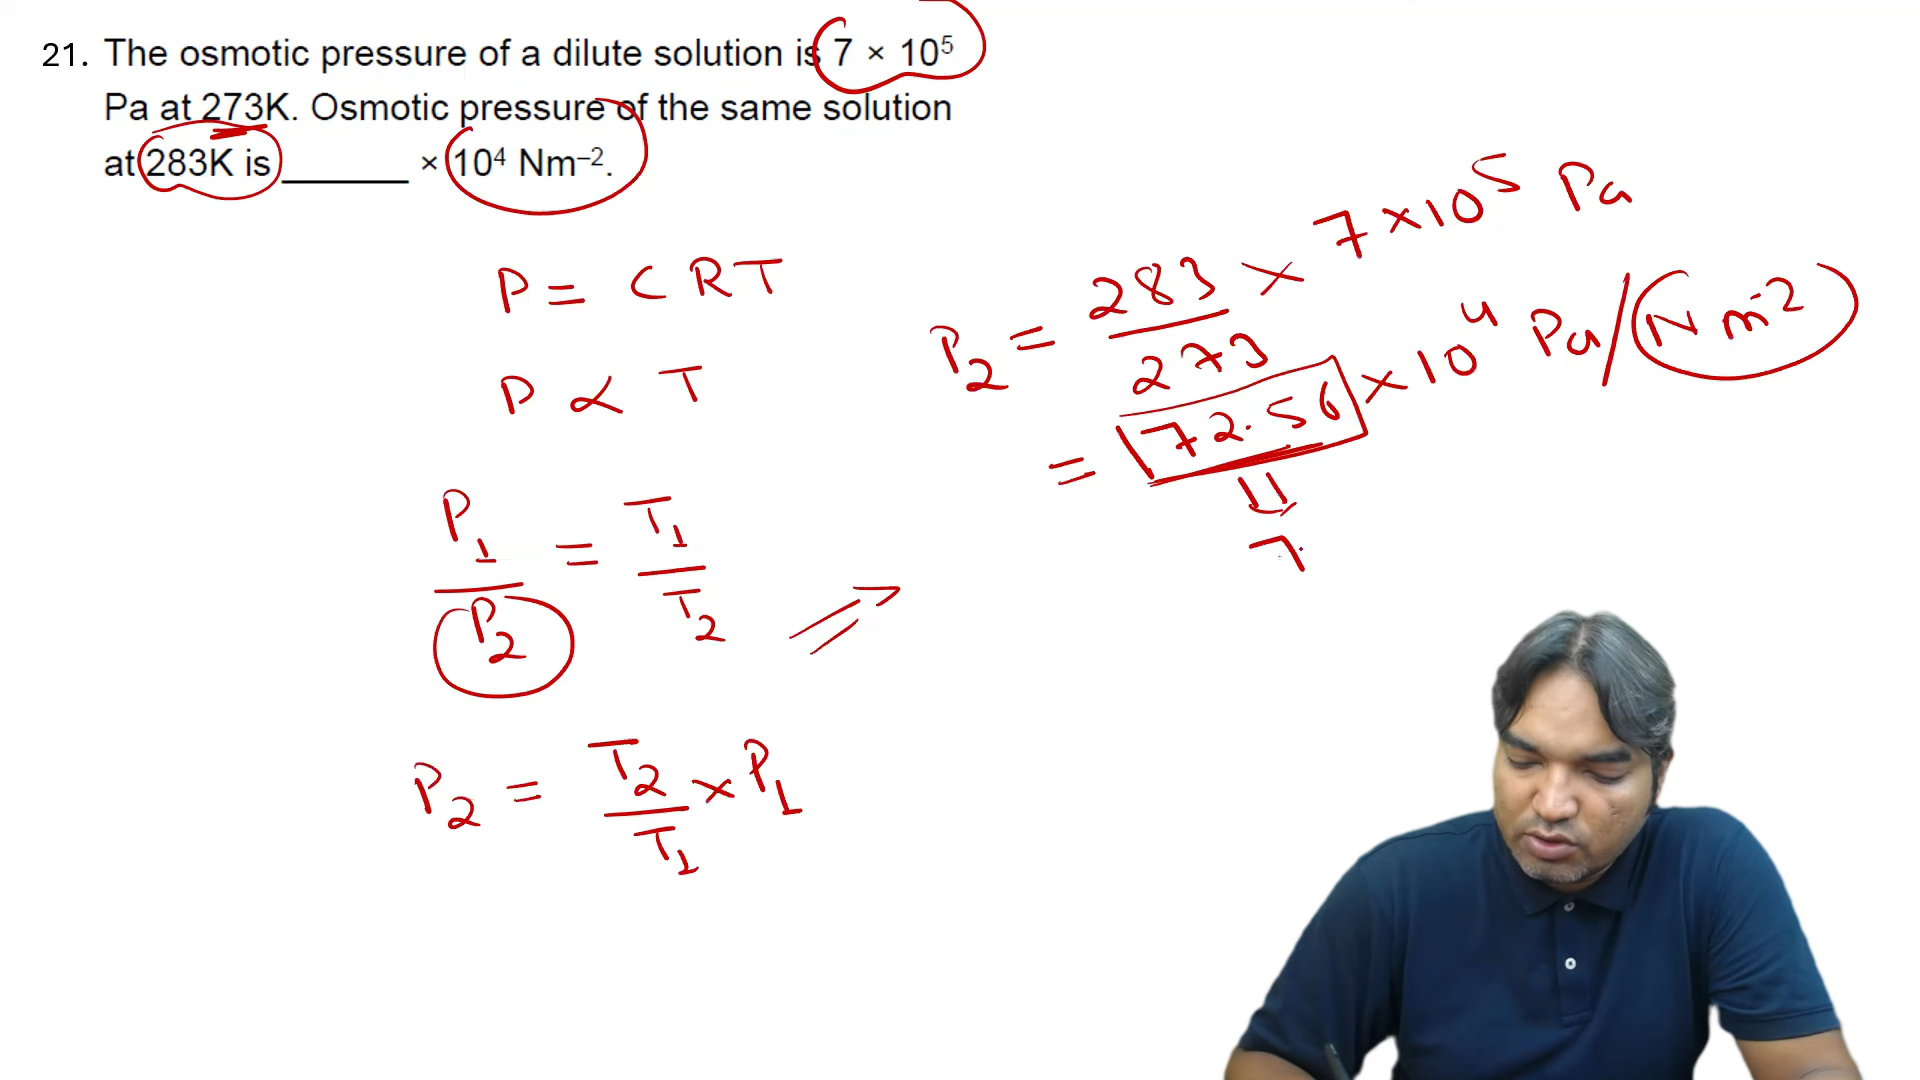 21. The osmotic pressure of a dilute solution is 7 × 10⁵
Pa at 273K. Osmotic pressure of the same solution
at 283K is ______ × 10⁴ Nm⁻².
P = CRT
P ∝ T
P₁/P₂ = T₁/T₂ ⇒
P₂ = T₂/T₁ × P₁
P₂ = 283/273 × 7 × 10⁵ Pa
= 72.56 × 10⁴ Pa/Nm⁻²
⇓
7